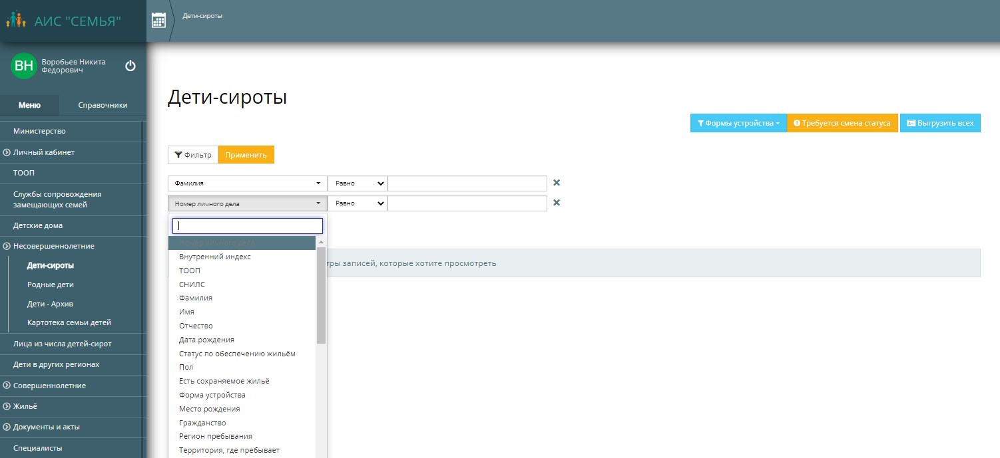 АИС "СЕМЬЯ"
Дети-сироты
ВН
Воробьев Никита
Федорович
Меню
Справочники
Министерство
Личный кабинет
ТООП
Службы сопровождения
замещающих семей
Детские дома
Несовершеннолетние
Дети-сироты
Родные дети
Дети - Архив
Картотека семьи детей
Лица из числа детей-сирот
Дети в других регионах
Совершеннолетние
Жильё
Документы и акты
Специалисты
Дети-сироты
Формы устройства
Требуется смена статуса
Выгрузить всех
Фильтр
Применить
Фамилия
Равно
Номер личного дела
Равно
Номер личного дела
Внутренний индекс
ТООП
СНИЛС
Фамилия
Имя
Отчество
Дата рождения
Статус по обеспечению жильём
Пол
Есть сохраняемое жильё
Форма устройства
Место рождения
Гражданство
Регион пребывания
Территория, где пребывает
тры записей, которые хотите просмотреть